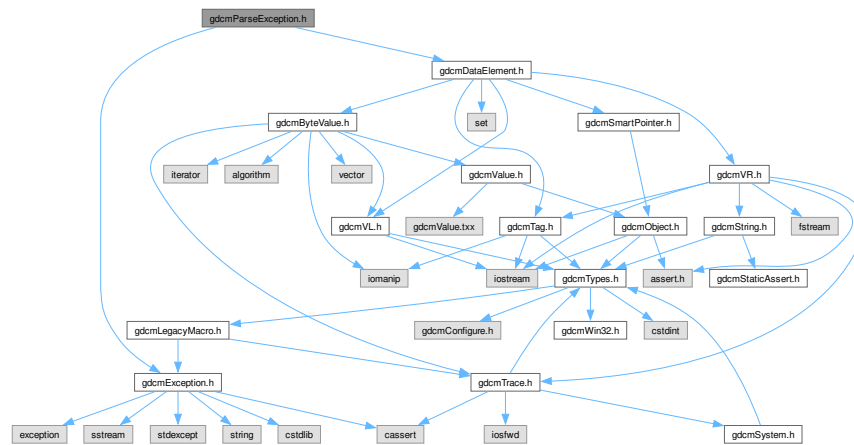 gdcmParseException.h
gdcmDataElement.h
gdcmByteValue.h
set
gdcmSmartPointer.h
iterator
algorithm
vector
gdcmValue.h
gdcmVR.h
gdcmVL.h
gdcmValue.txx
gdcmTag.h
gdcmObject.h
gdcmString.h
fstream
iomanip
iostream
gdcmTypes.h
assert.h
gdcmStaticAssert.h
gdcmLegacyMacro.h
gdcmConfigure.h
gdcmWin32.h
cstdint
gdcmException.h
gdcmTrace.h
exception
sstream
stdexcept
string
cstdlib
cassert
iosfwd
gdcmSystem.h